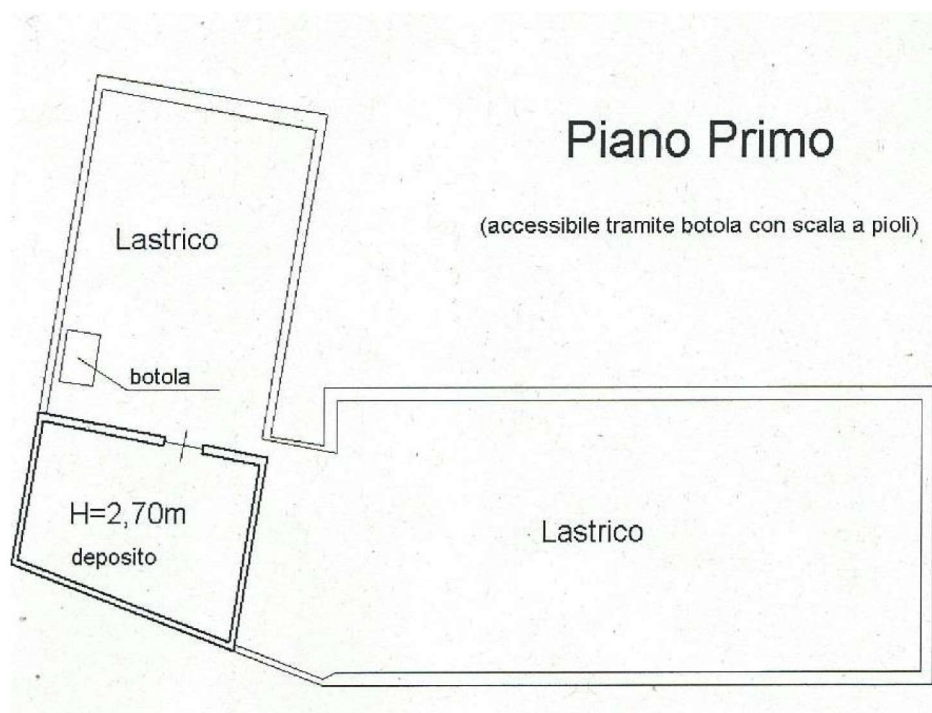 Piano Primo
(accessibile tramite botola con scala a pioli)
Lastrico
botola
H=2,70m
deposito
Lastrico